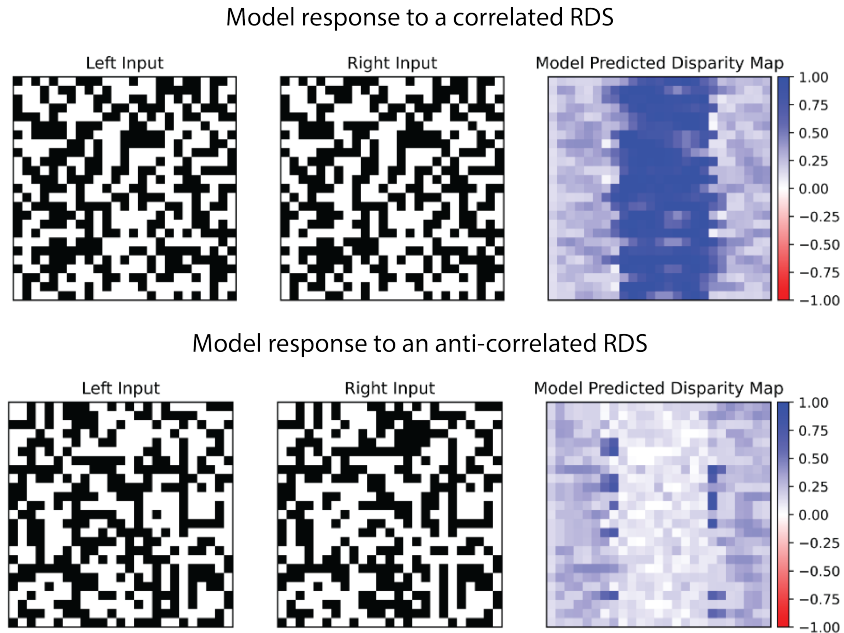 Model response to a correlated RDS
Left Input
Right Input
Model Predicted Disparity Map
1.00
0.75
0.50
0.25
0.00
−0.25
−0.50
−0.75
−1.00
Model response to an anti-correlated RDS
Left Input
Right Input
Model Predicted Disparity Map
1.00
0.75
0.50
0.25
0.00
−0.25
−0.50
−0.75
−1.00